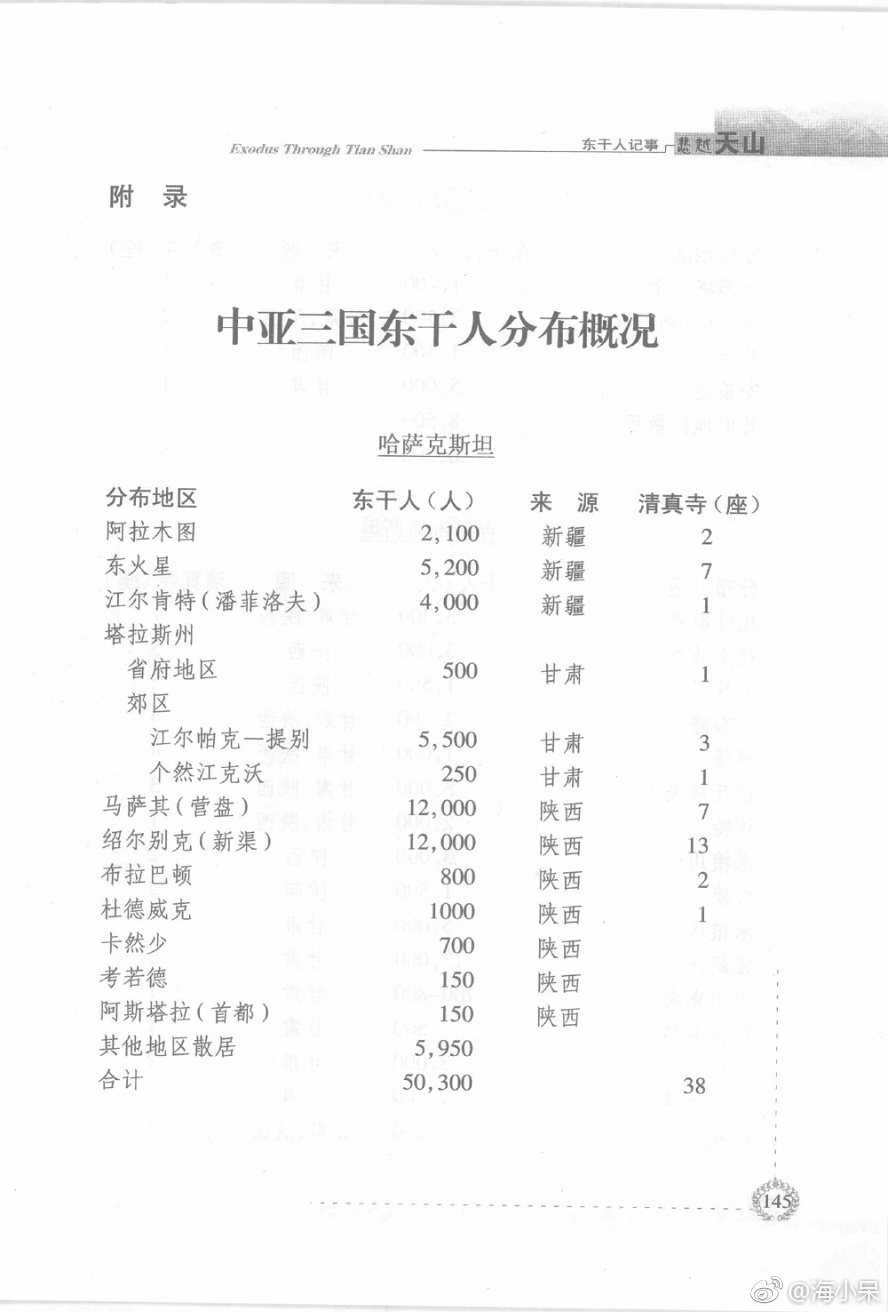 Exodus Through Tian Shan 东干人记事 悲越天山
附 录
中亚三国东干人分布概况
哈萨克斯坦
分布地区 东干人(人) 来 源 清真寺(座)
阿拉木图 2,100 新疆 2
东火星 5,200 新疆 7
江尔肯特(潘菲洛夫) 4,000 新疆 1
塔拉斯州
省府地区 500 甘肃 1
郊区
江尔帕克—提别 5,500 甘肃 3
个然江克沃 250 甘肃 1
马萨其(营盘) 12,000 陕西 7
绍尔别克(新渠) 12,000 陕西 13
布拉巴顿 800 陕西 2
杜德威克 1000 陕西 1
卡然少 700 陕西
考若德 150 陕西
阿斯塔拉(首都) 150 陕西
其他地区散居 5,950
合计 50,300 38
145
@海小呆